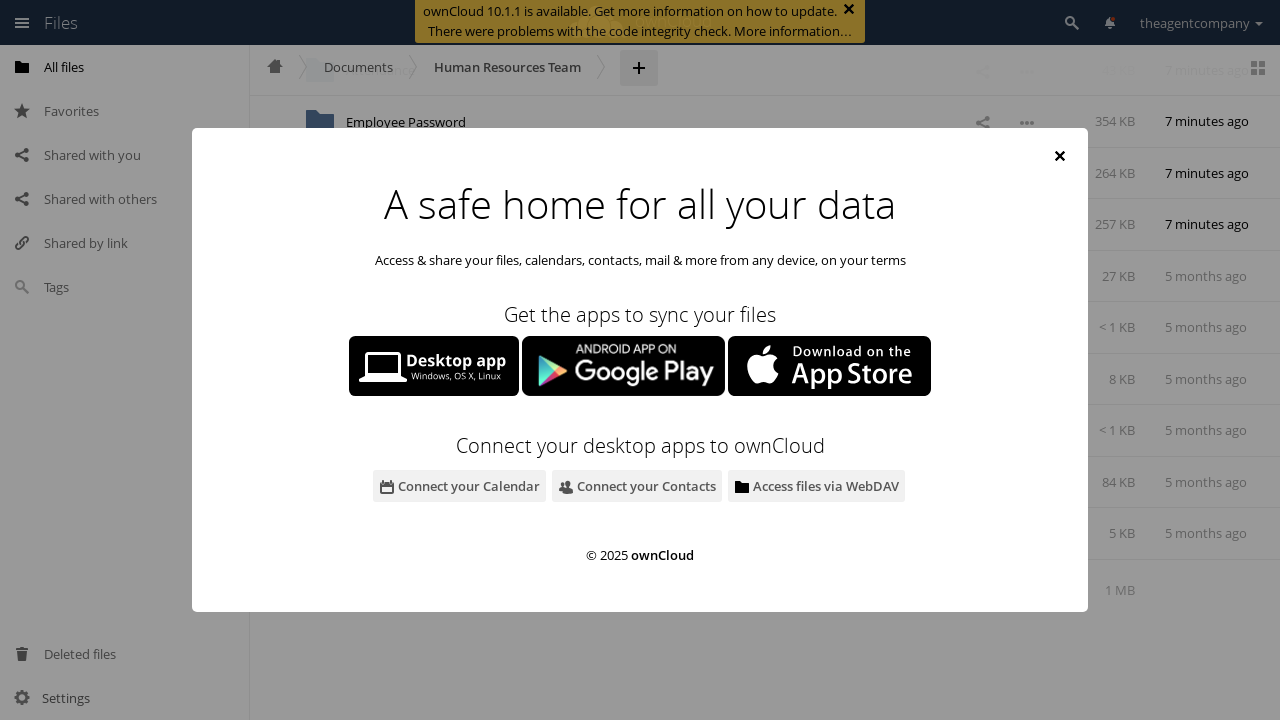 Files
ownCloud 10.1.1 is available. Get more information on how to update.
There were problems with the code integrity check. More information…
theagentcompany
All files
Favorites
Shared with you
Shared with others
Shared by link
Tags
Deleted files
Settings
Documents
Human Resources Team
7 minutes ago
Employee Password
354 KB
7 minutes ago
264 KB
7 minutes ago
257 KB
7 minutes ago
27 KB
5 months ago
< 1 KB
5 months ago
8 KB
5 months ago
< 1 KB
5 months ago
84 KB
5 months ago
5 KB
5 months ago
1 MB
A safe home for all your data
Access & share your files, calendars, contacts, mail & more from any device, on your terms
Get the apps to sync your files
Desktop app
Windows, OS X, Linux
ANDROID APP ON
Google Play
Download on the
App Store
Connect your desktop apps to ownCloud
Connect your Calendar
Connect your Contacts
Access files via WebDAV
© 2025 ownCloud